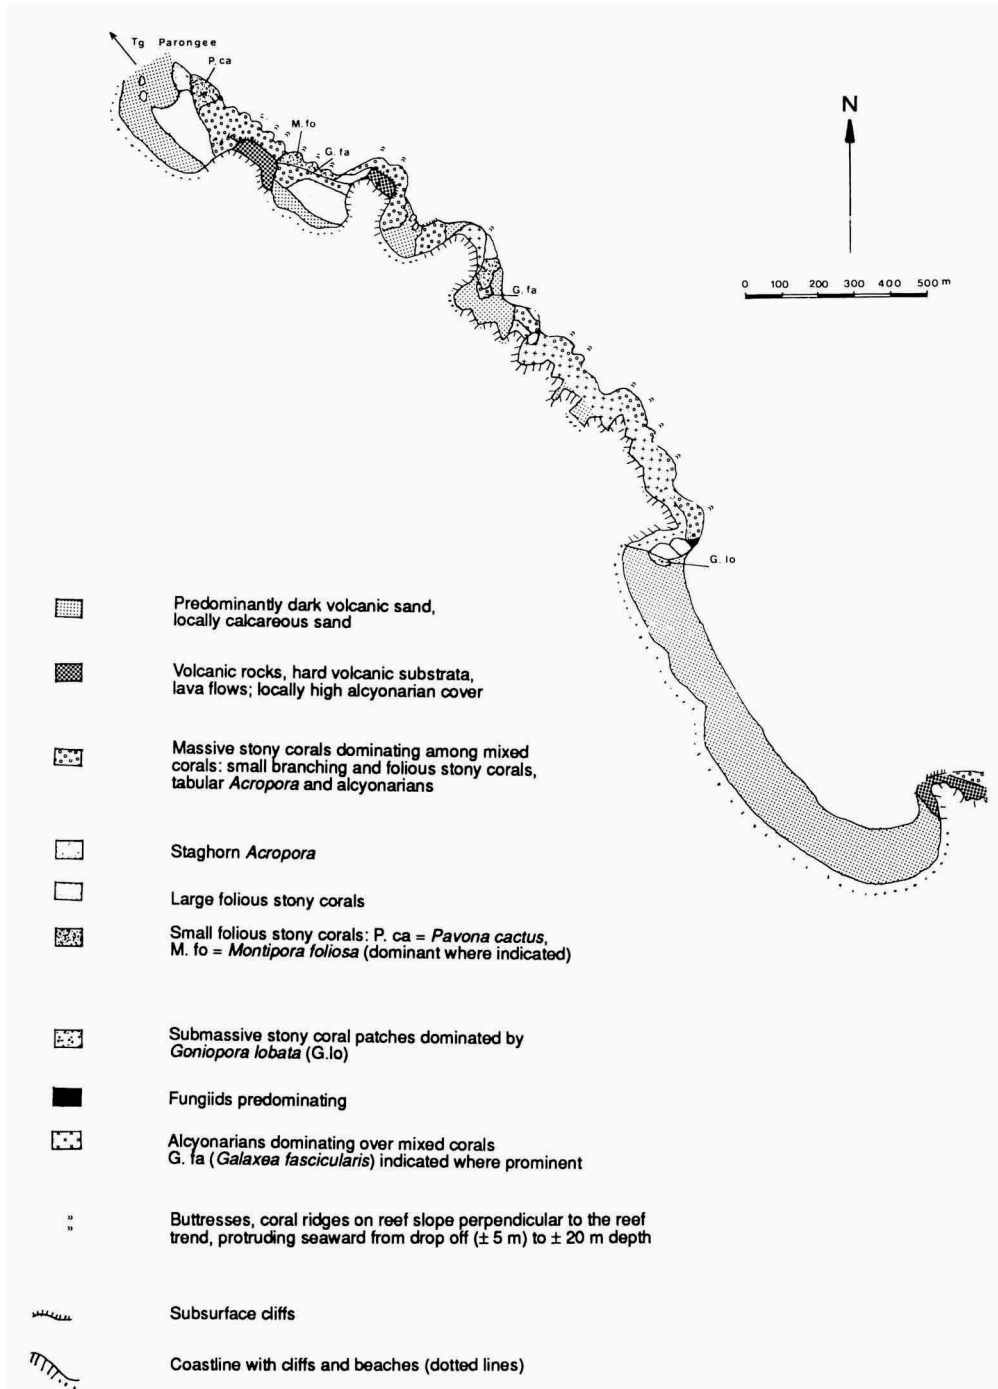 Tg Parongee
P. ca
M. fo
G. fa
N
0 100 200 300 400 500 m
G. fa
G. lo
Predominantly dark volcanic sand,
locally calcareous sand
Volcanic rocks, hard volcanic substrata,
lava flows; locally high alcyonarian cover
Massive stony corals dominating among mixed
corals: small branching and folious stony corals,
tabular Acropora and alcyonarians
Staghorn Acropora
Large folious stony corals
Small folious stony corals: P. ca = Pavona cactus,
M. fo = Montipora foliosa (dominant where indicated)
Submassive stony coral patches dominated by
Goniopora lobata (G.lo)
Fungiids predominating
Alcyonarians dominating over mixed corals
G. fa (Galaxea fascicularis) indicated where prominent
Buttresses, coral ridges on reef slope perpendicular to the reef
trend, protruding seaward from drop off (± 5 m) to ± 20 m depth
Subsurface cliffs
Coastline with cliffs and beaches (dotted lines)